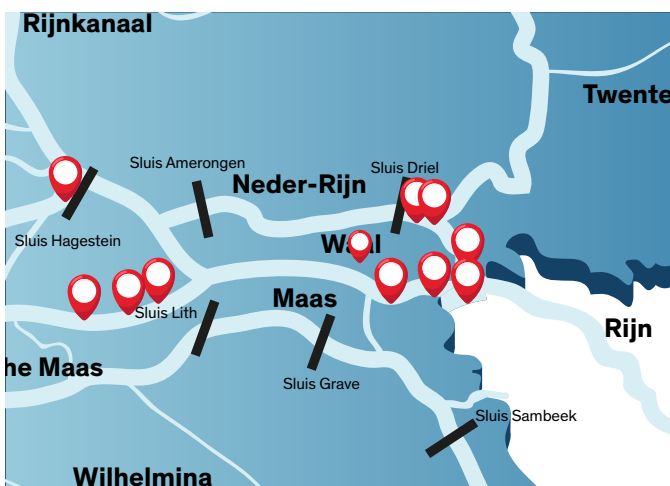 Rijnkanaal
Twente
Sluis Amerongen
Sluis Driel
Neder-Rijn
Sluis Hagestein
Waal
Maas
Sluis Lith
Rijn
he Maas
Sluis Grave
Sluis Sambeek
Wilhelmina